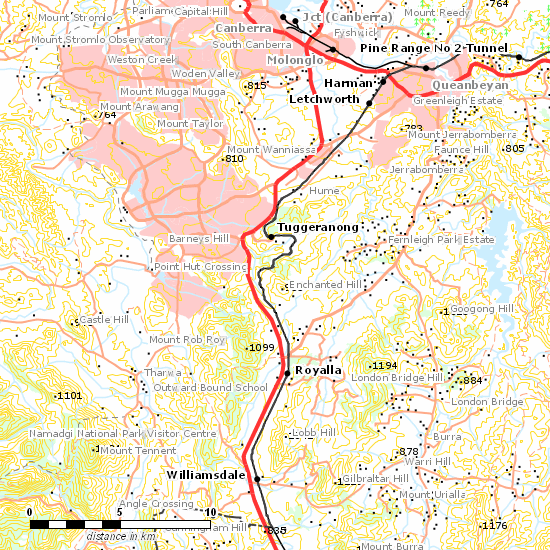 Mount Stromlo
Parliament
Capital Hill
Jct (Canberra)
Mount Reedy
764
Canberra
Fyshwick
Mount Stromlo Observatory
South Canberra
Pine Range No 2 Tunnel
Weston Creek
Molonglo
Woden Valley
Harman
Queanbeyan
Mount Mugga Mugga
815
Letchworth
Greenleigh Estate
Mount Arawang
764
Mount Taylor
783
Mount Jerrabomberra
Mount Wanniassa
Faunce Hill
805
810
Jerrabomberra
Hume
Tuggeranong
Barneys Hill
Fernleigh Park Estate
Point Hut Crossing
Enchanted Hill
Googong Hill
Castle Hill
Mount Rob Roy
1099
Tharwa
Royalla
1194
London Bridge Hill
884
Outward Bound School
1101
London Bridge
Namadgi National Park Visitor Centre
Lobb Hill
Burra
Mount Tennent
878
Warri Hill
Williamsdale
Gilbraltar Hill
Mount Urialla
Angle Crossing
0 5 10
Cunningham Hill
835
1176
distance in km
Mount Burra